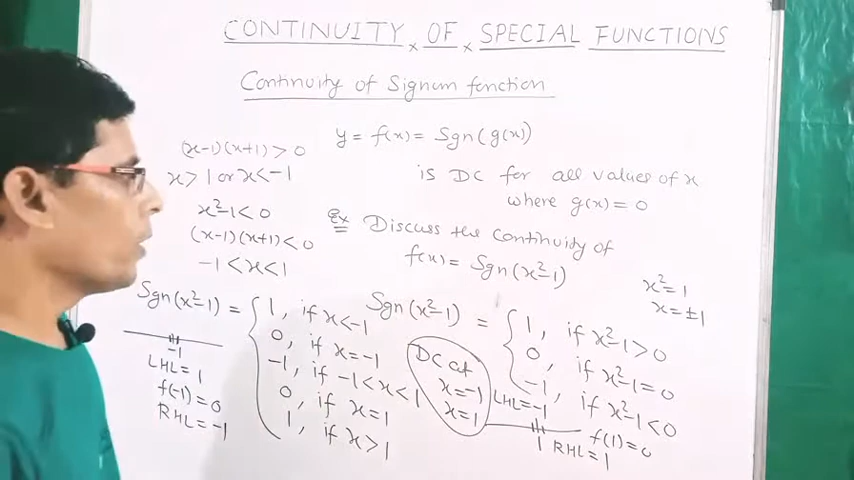 CONTINUITY OF SPECIAL FUNCTIONS
Continuity of Signum function
y = f(x) = Sgn(g(x))
is DC for all values of x
where g(x) = 0
(x-1)(x+1) > 0
x > 1 or x < -1
x²-1 < 0
(x-1)(x+1) < 0
-1 < x < 1
Ex Discuss the continuity of
f(x) = Sgn(x²-1)
x² = 1
x = ±1
Sgn(x²-1) = { 1, if x < -1
0, if x = -1
-1, if -1 < x < 1
0, if x = 1
1, if x > 1
-1
LHL = 1
f(-1) = 0
RHL = -1
Sgn(x²-1) = { 1, if x²-1 > 0
0, if x²-1 = 0
-1, if x²-1 < 0
DC at
x = -1
x = 1
LHL = -1
1
f(1) = 0
RHL = 1